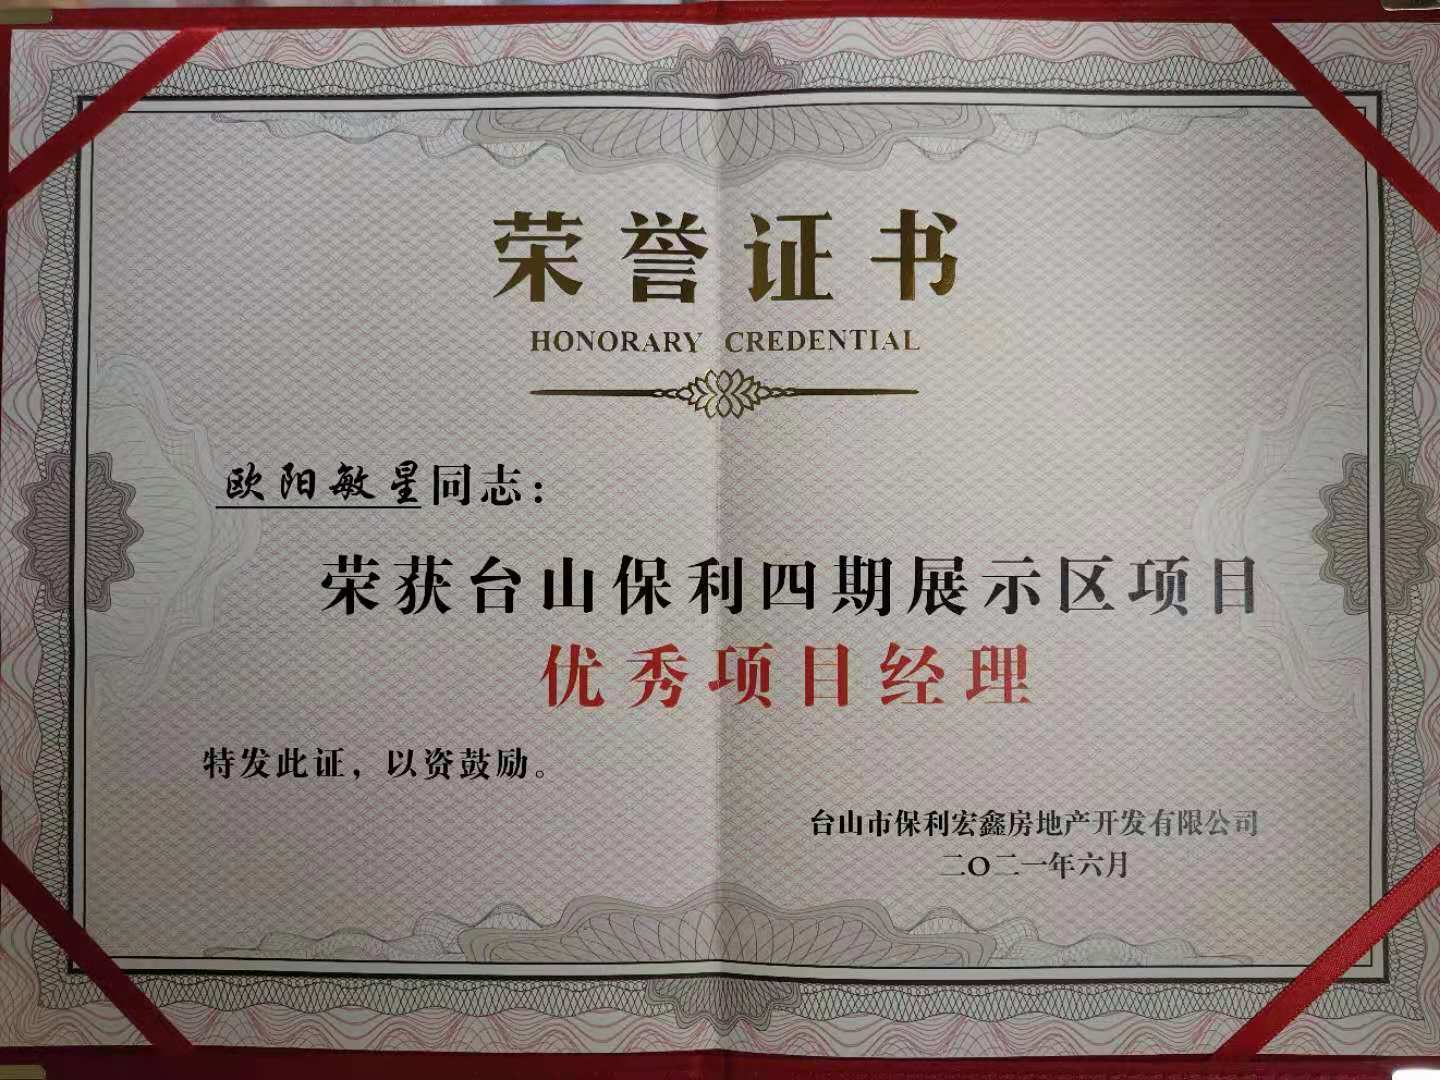 荣誉证书
HONORARY CREDENTIAL
欧阳敏星同志：
荣获台山保利四期展示区项目
优秀项目经理
特发此证，以资鼓励。
台山市保利宏鑫房地产开发有限公司
二〇二一年六月